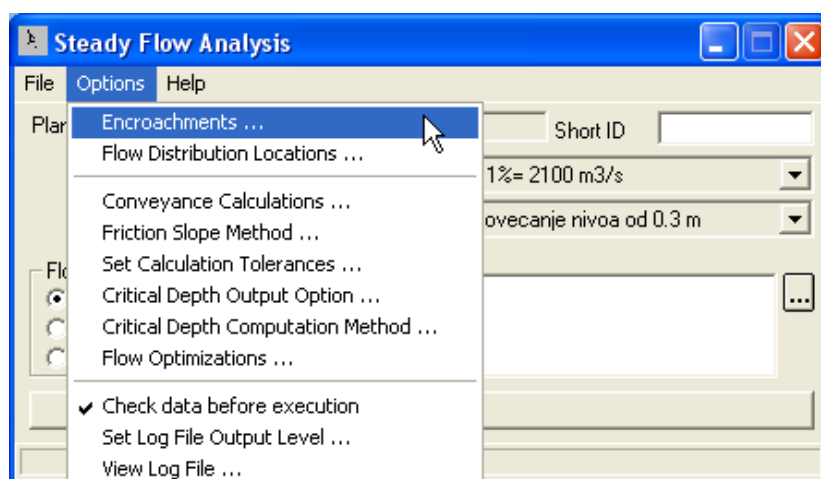 Steady Flow Analysis
File Options Help
Encroachments ...
Short ID
Flow Distribution Locations ...
1%= 2100 m3/s
Conveyance Calculations ...
ovecanje nivoa od 0.3 m
Friction Slope Method ...
Set Calculation Tolerances ...
Critical Depth Output Option ...
...
Critical Depth Computation Method ...
Flow Optimizations ...
Check data before execution
Set Log File Output Level ...
View Log File ...